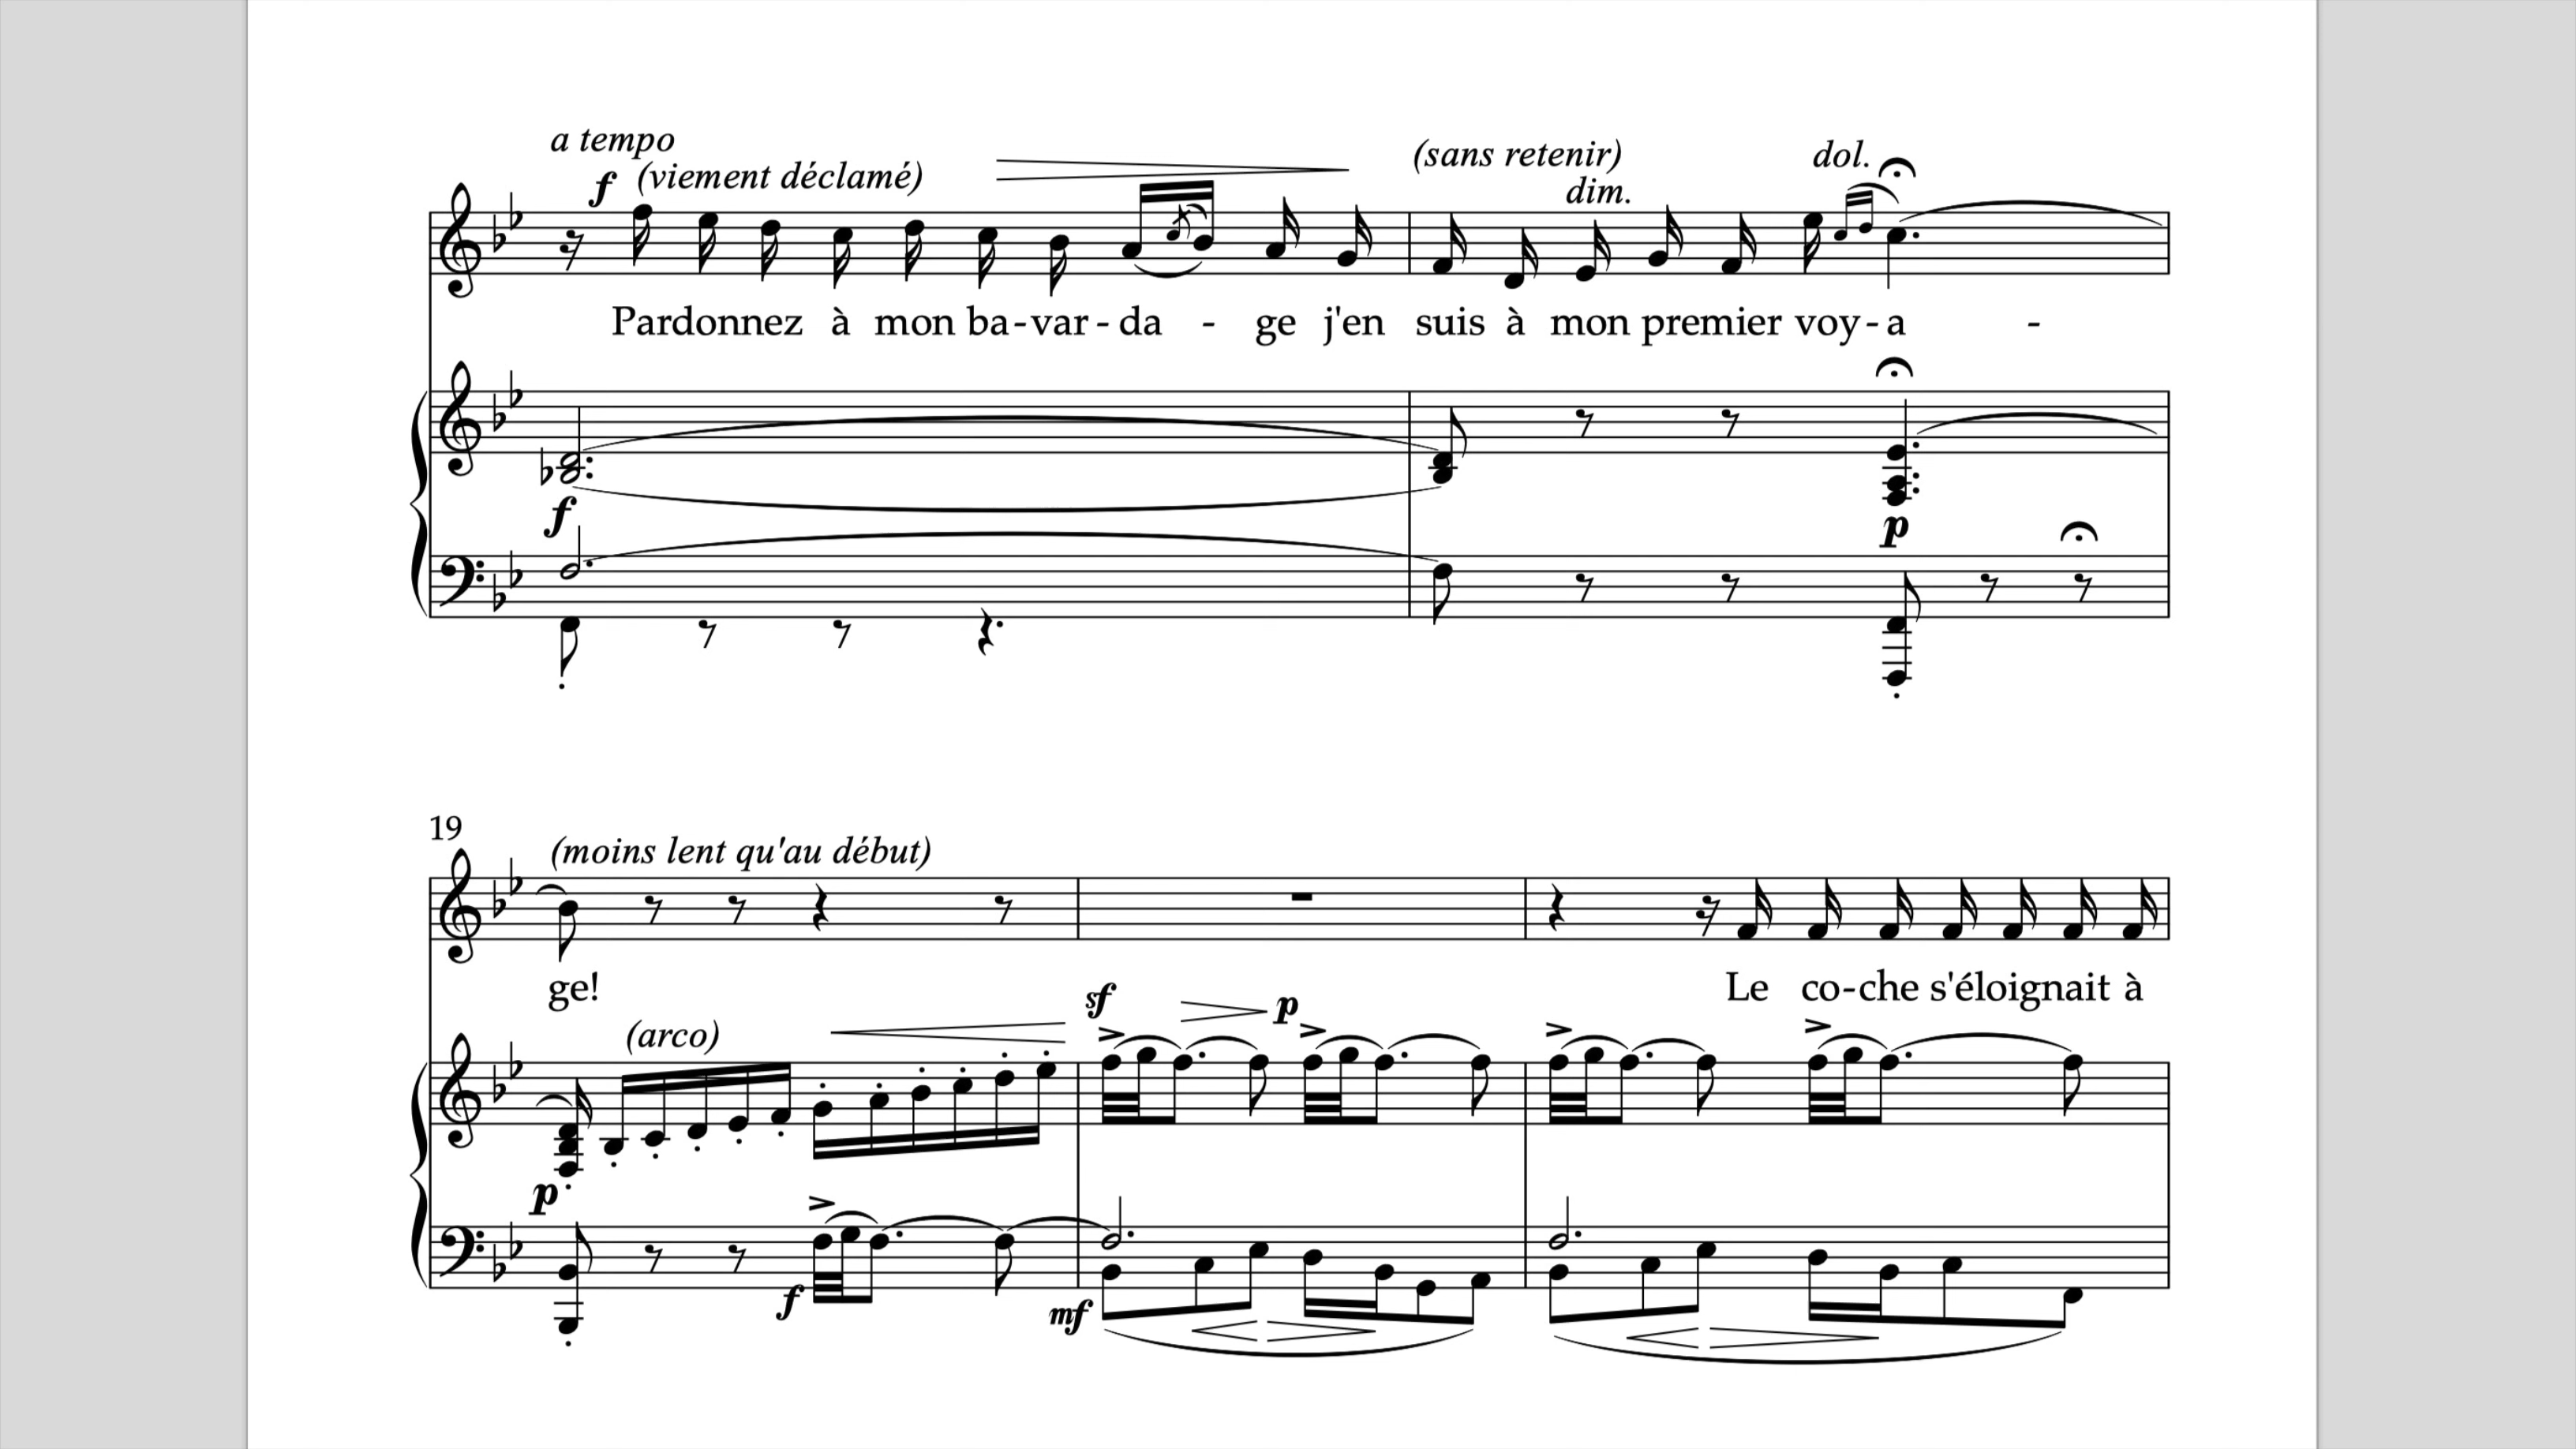 a tempo
f (viement déclamé)
(sans retenir)
dim.
dol.
Pardonnez à mon ba-var-da - ge j'en suis à mon premier voy-a -
f
p
19
(moins lent qu'au début)
ge!
Le co-che s'éloignait à
(arco)
sf
p
p
f
mf